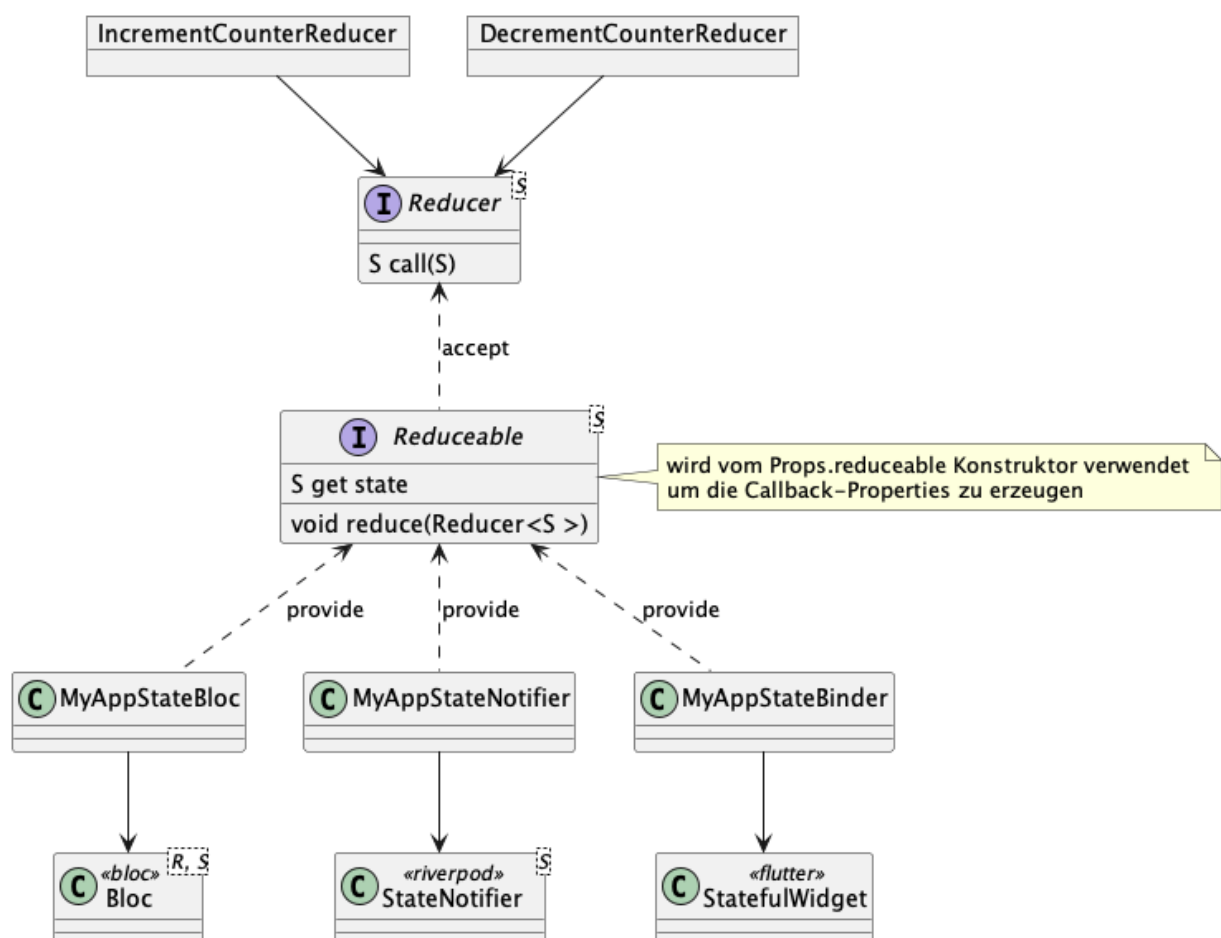 IncrementCounterReducer
DecrementCounterReducer
I Reducer S
S call(S)
accept
I Reduceable S
S get state
void reduce(Reducer<S >)
wird vom Props.reduceable Konstruktor verwendet
um die Callback-Properties zu erzeugen
provide
provide
provide
C MyAppStateBloc
C MyAppStateNotifier
C MyAppStateBinder
C «bloc» R, S
Bloc
C «riverpod» S
StateNotifier
C «flutter»
StatefulWidget